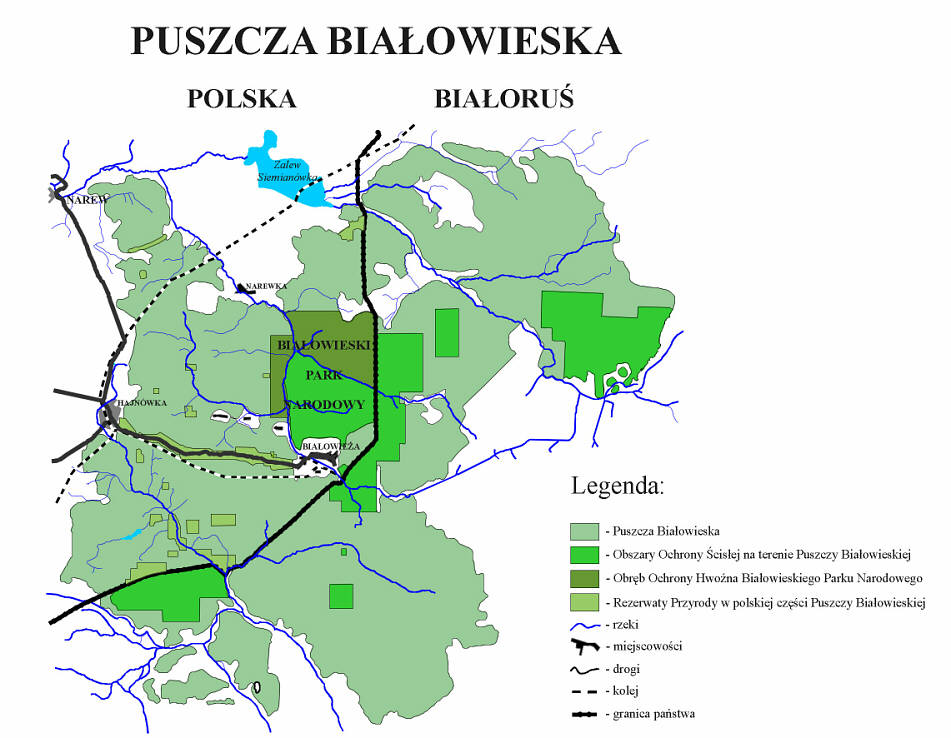 PUSZCZA BIAŁOWIESKA
POLSKA
BIAŁORUŚ
Zalew
Siemianówka
NAREW
NAREWKA
BIAŁOWIESKI
PARK
NARODOWY
HAJNÓWKA
BIAŁOWIEŻA
Legenda:
- Puszcza Białowieska
- Obszary Ochrony Ścisłej na terenie Puszczy Białowieskiej
- Obręb Ochrony Hwoźna Białowieskiego Parku Narodowego
- Rezerwaty Przyrody w polskiej części Puszczy Białowieskiej
- rzeki
- miejscowości
- drogi
- kolej
- granica państwa